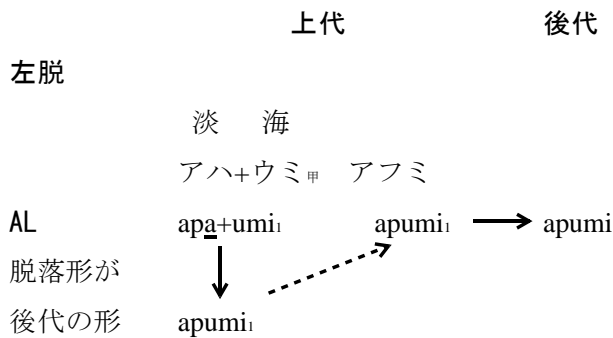 上代 後代
左脱
淡 海
アハ+ウミ甲 アフミ
AL apa+umi₁ apumi₁ apumi
脱落形が
後代の形 apumi₁